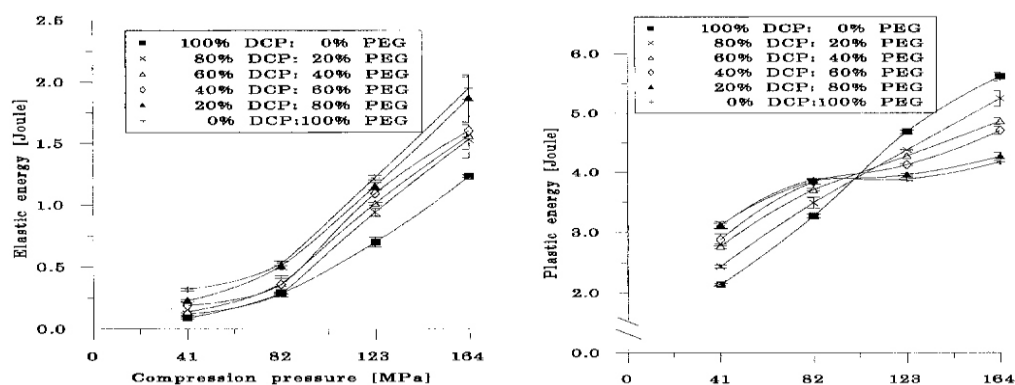 2.5
2.0
1.5
1.0
0.5
0.0
Elastic energy [Joule]
100% DCP: 0% PEG
80% DCP: 20% PEG
60% DCP: 40% PEG
40% DCP: 60% PEG
20% DCP: 80% PEG
0% DCP:100% PEG
0 41 82 123 164
Compression pressure [MPa]
6.0
5.0
4.0
3.0
2.0
0.0
Plastic energy [Joule]
100% DCP: 0% PEG
80% DCP: 20% PEG
60% DCP: 40% PEG
40% DCP: 60% PEG
20% DCP: 80% PEG
0% DCP:100% PEG
0 41 82 123 164